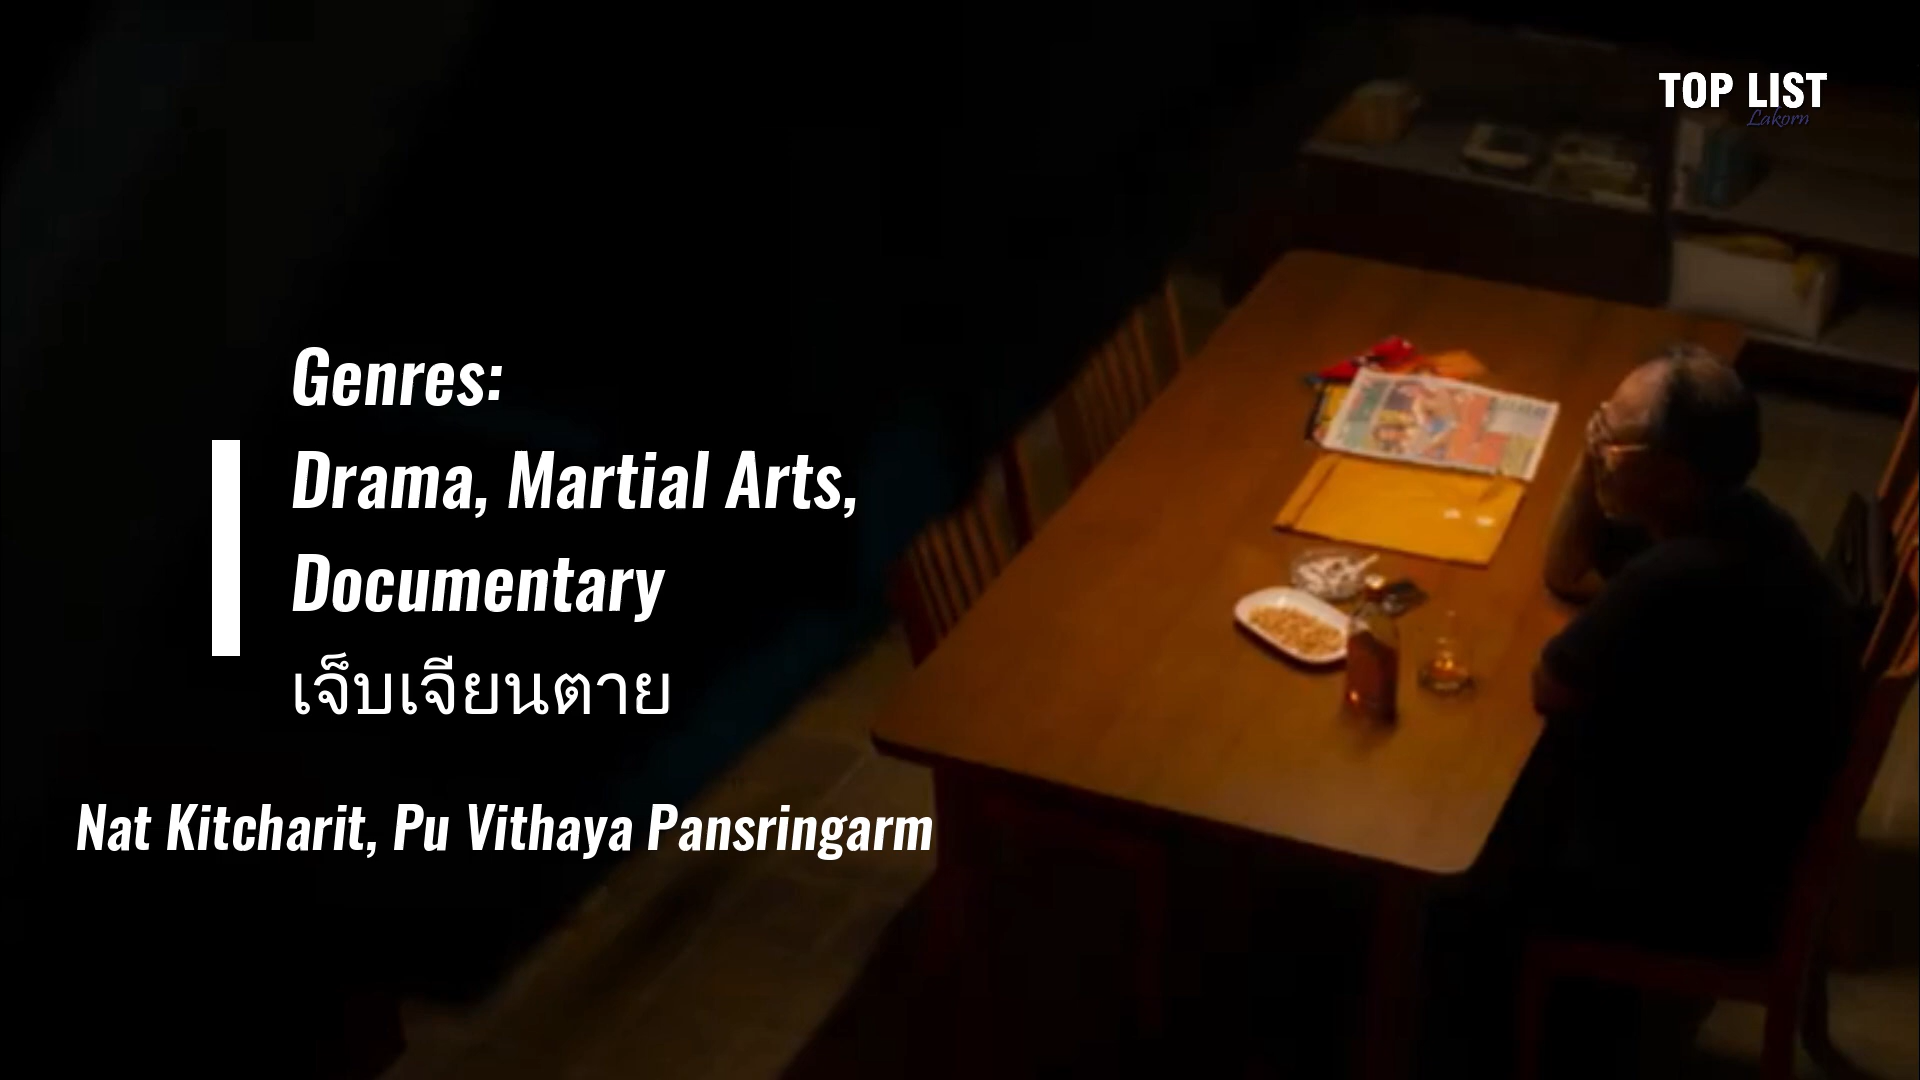 TOP LIST
Lakorn
Genres:
Drama, Martial Arts,
Documentary
เจ็บเจียนตาย
Nat Kitcharit, Pu Vithaya Pansringarm